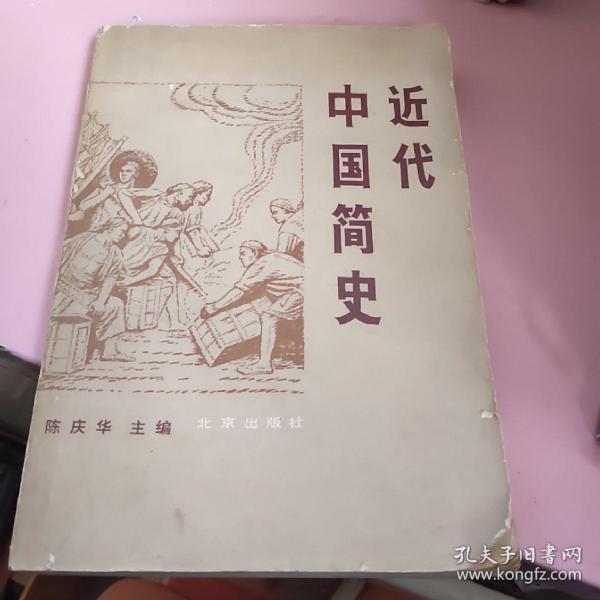 近代
中国简史
陈庆华 主编 北京出版社
孔夫子旧書网
www.kongfz.com